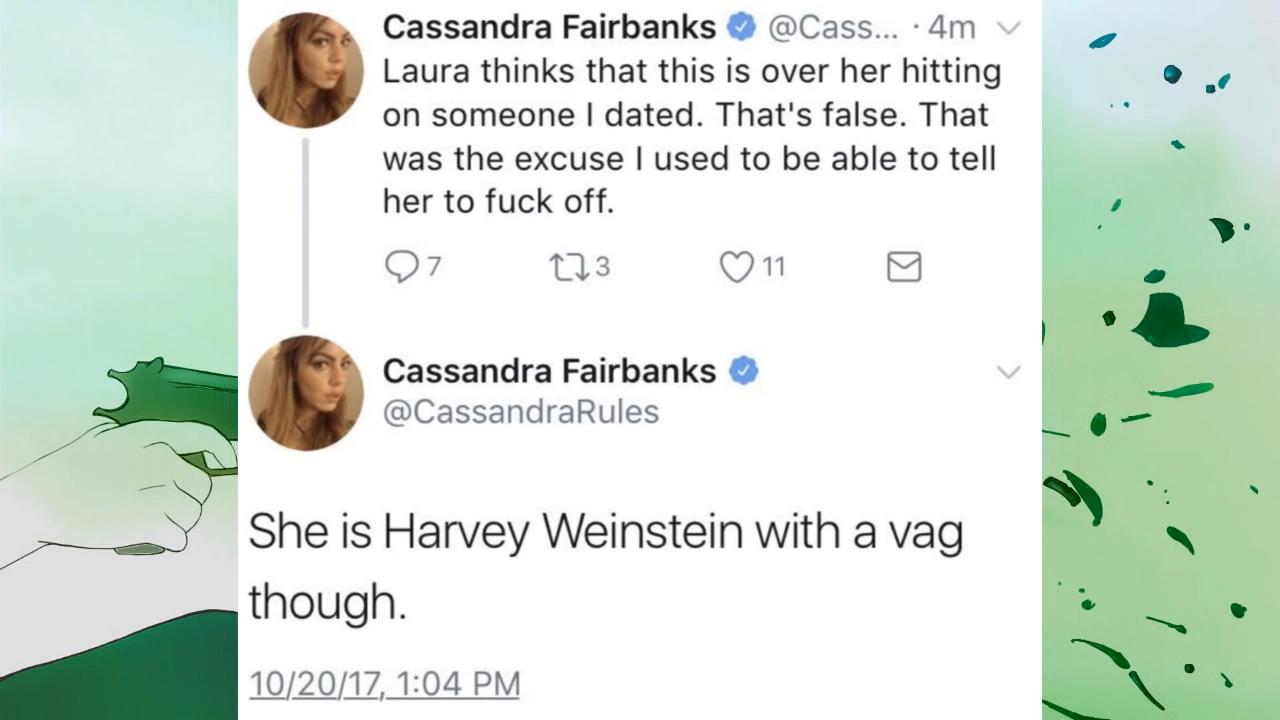 Cassandra Fairbanks @Cass... · 4m
Laura thinks that this is over her hitting
on someone I dated. That's false. That
was the excuse I used to be able to tell
her to fuck off.
7 3 11
Cassandra Fairbanks
@CassandraRules
She is Harvey Weinstein with a vag
though.
10/20/17, 1:04 PM